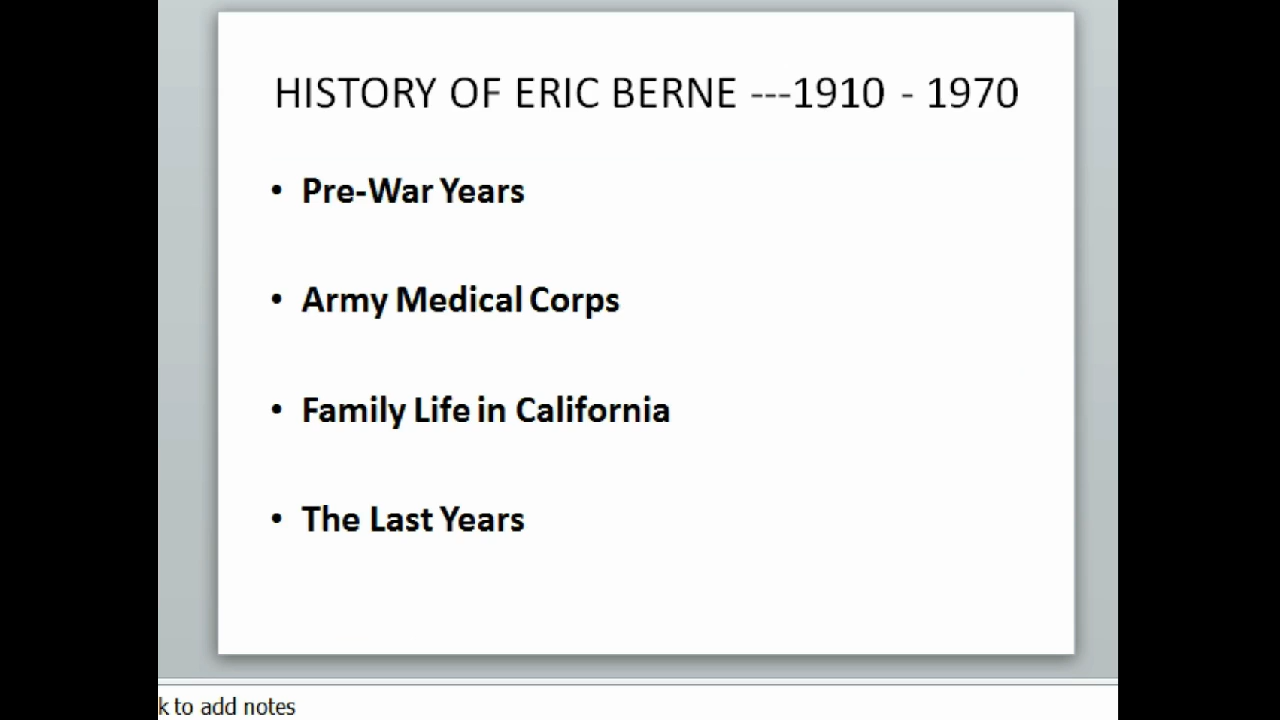 HISTORY OF ERIC BERNE ---1910 - 1970
• Pre-War Years
• Army Medical Corps
• Family Life in California
• The Last Years
k to add notes